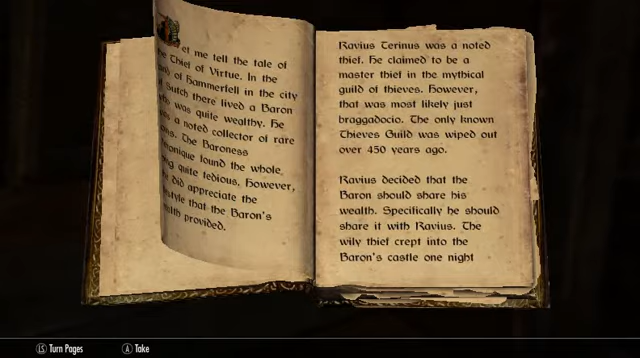 et me tell the tale of
Thief of Virtue. In the
of Hammerfell in the city
Gutch there lived a Baron
was quite wealthy. He
a noted collector of rare
The Baroness
found the whole
quite tedious. However,
did appreciate the
that the Baron's
provided.
Ravius Terinus was a noted
thief. He claimed to be a
master thief in the mythical
guild of thieves. However,
that was most likely just
braggadocio. The only known
Thieves Guild was wiped out
over 450 years ago.
Ravius decided that the
Baron should share his
wealth. Specifically he should
share it with Ravius. The
wily thief crept into the
Baron's castle one night
LS Turn Pages
A Take